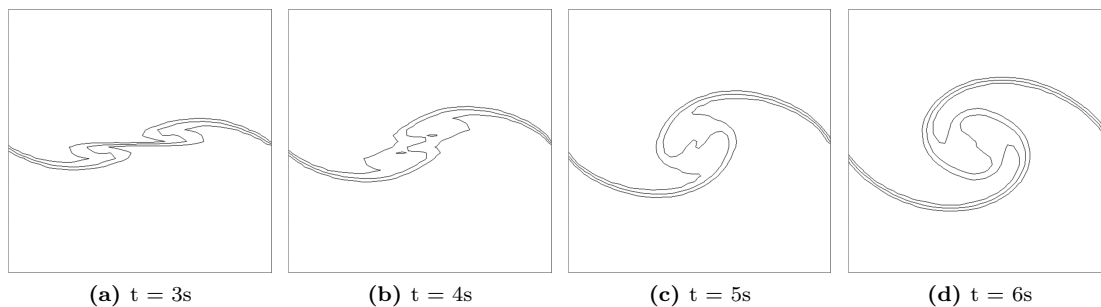 (a) t = 3s
(b) t = 4s
(c) t = 5s
(d) t = 6s